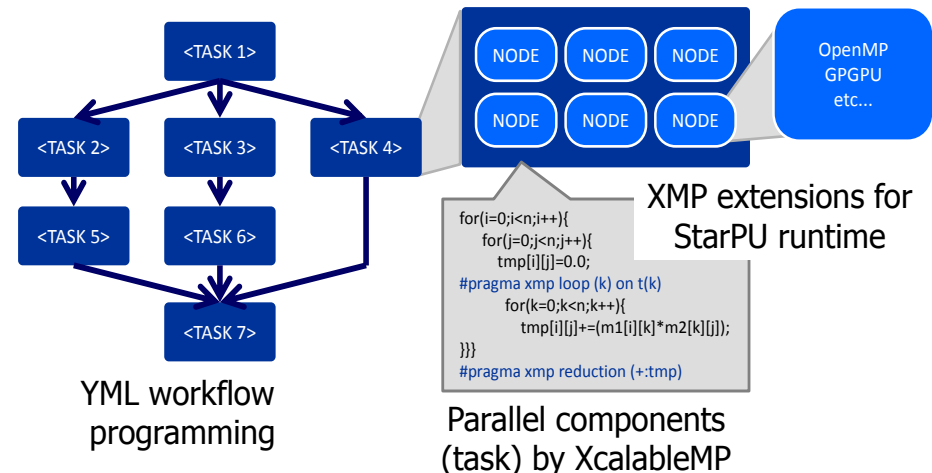 <TASK 1>
<TASK 2>
<TASK 3>
<TASK 4>
<TASK 5>
<TASK 6>
<TASK 7>
YML workflow
programming
NODE NODE NODE
NODE NODE NODE
OpenMP
GPGPU
etc...
XMP extensions for
StarPU runtime
for(i=0;i<n;i++){
for(j=0;j<n;j++){
tmp[i][j]=0.0;
#pragma xmp loop (k) on t(k)
for(k=0;k<n;k++){
tmp[i][j]+=(m1[i][k]*m2[k][j]);
}}}
#pragma xmp reduction (+:tmp)
Parallel components
(task) by XcalableMP